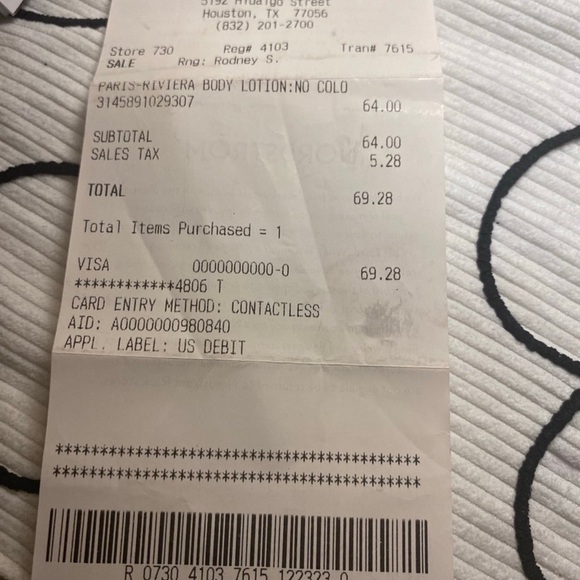 5192 Hidalgo Street
Houston, TX 77056
(832) 201-2700
Store 730 Reg# 4103 Tran# 7615
SALE Rng: Rodney S.
PARIS-RIVIERA BODY LOTION:NO COLO
3145891029307 64.00
SUBTOTAL 64.00
SALES TAX 5.28
TOTAL 69.28
Total Items Purchased = 1
VISA 0000000000-0 69.28
************4806 T
CARD ENTRY METHOD: CONTACTLESS
AID: A0000000980840
APPL. LABEL: US DEBIT
******************************************
******************************************
R 0730 4103 7615 122323 0